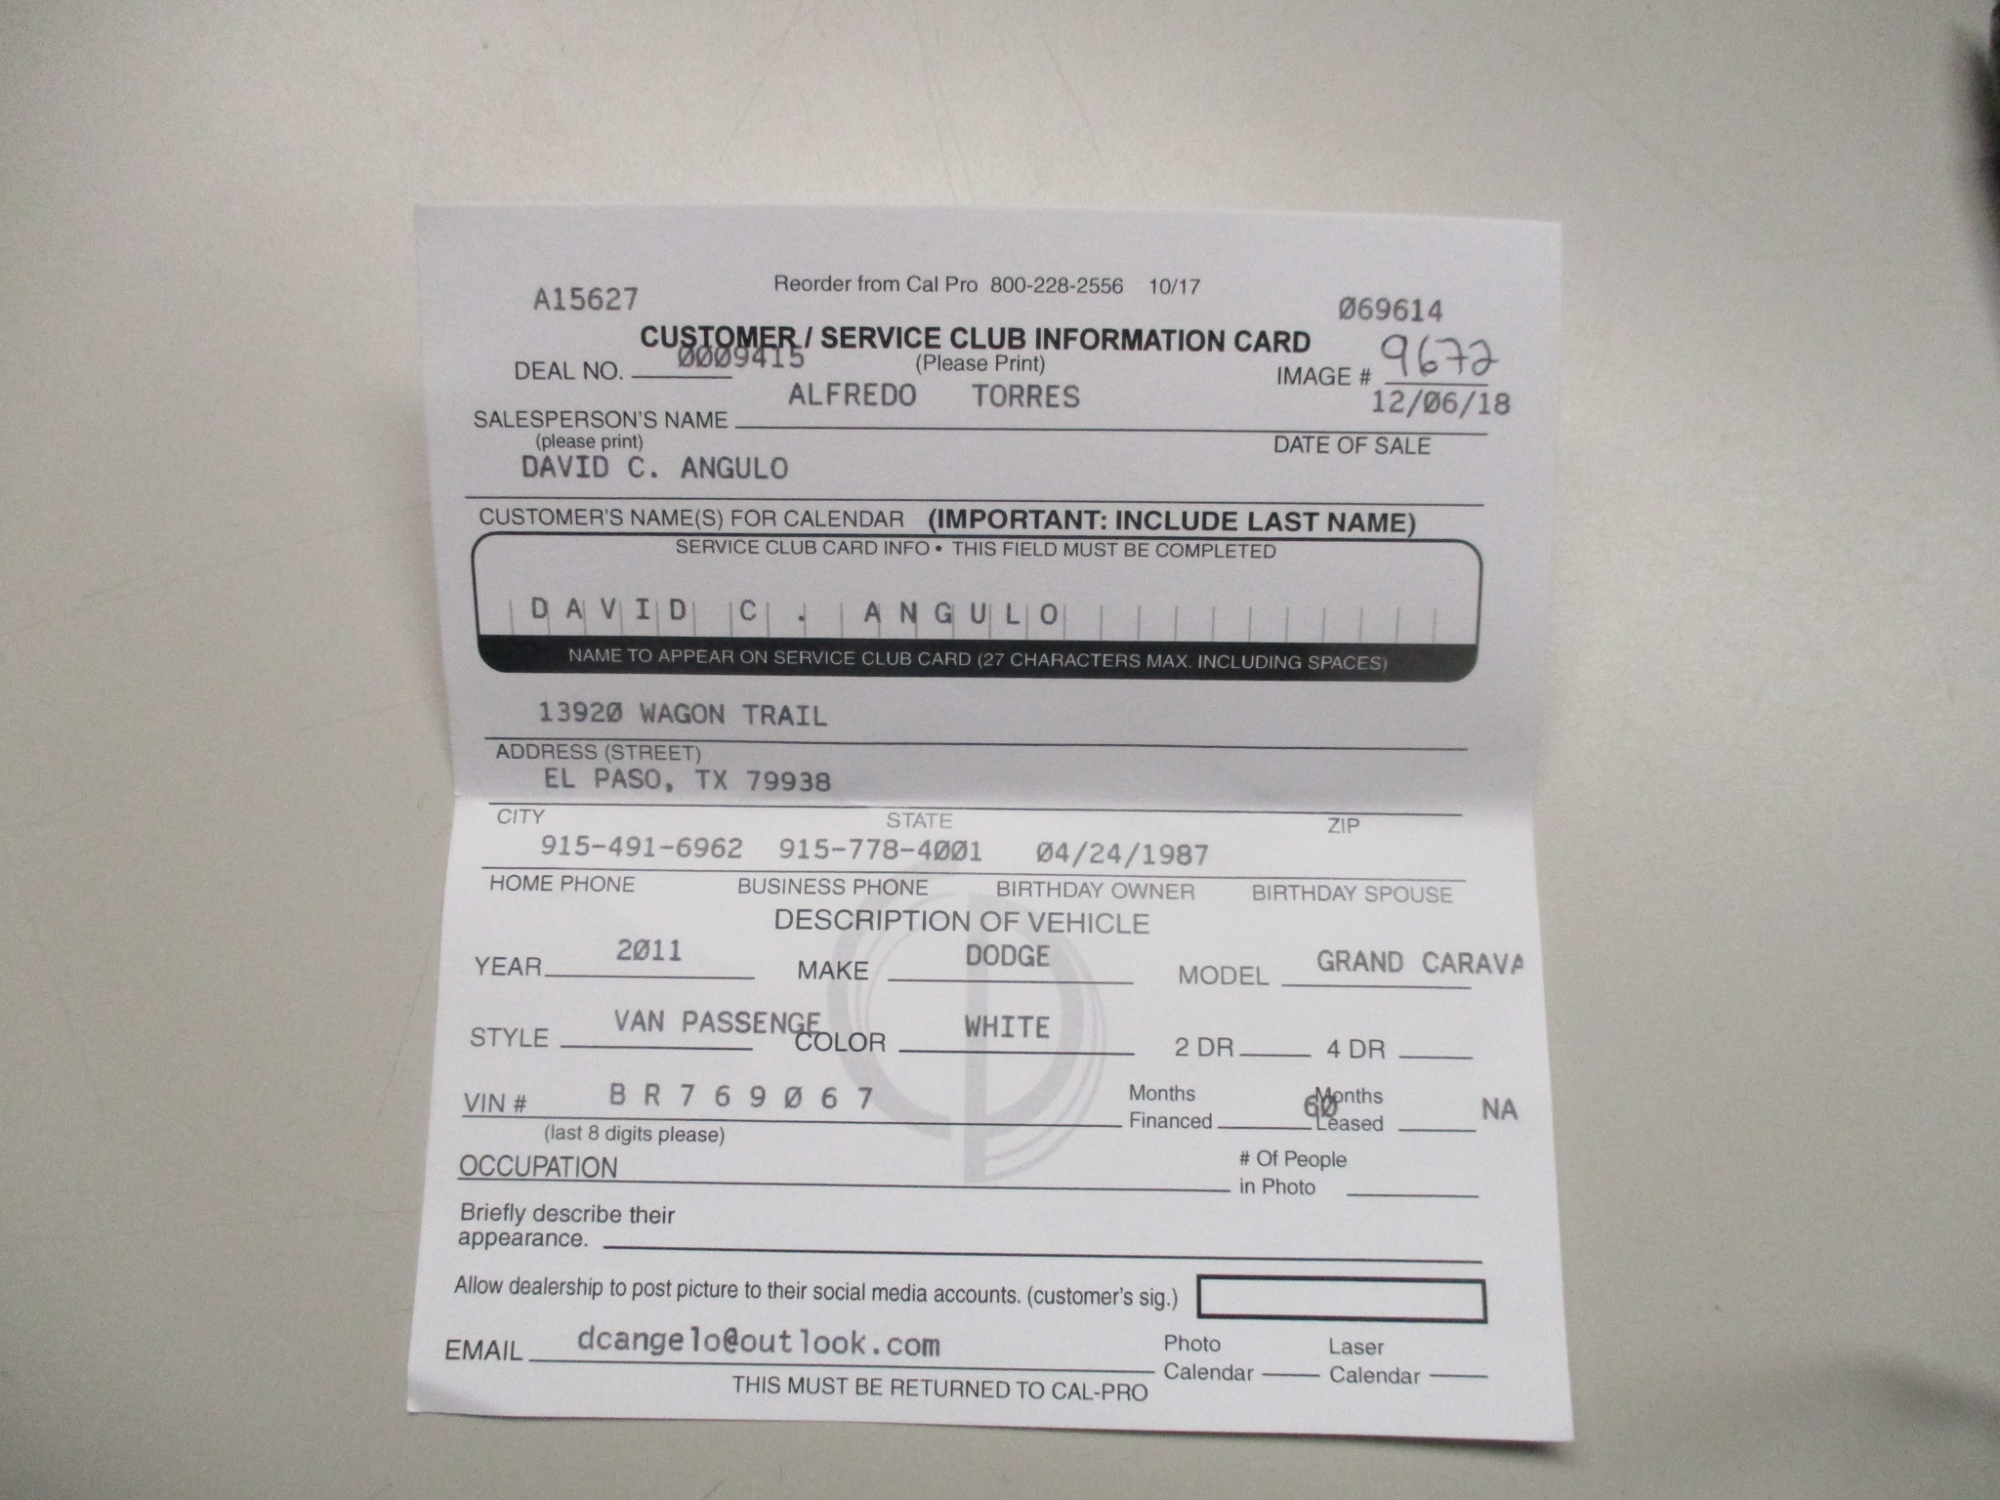 Reorder from Cal Pro 800-228-2556 10/17
A15627 Ø69614
CUSTOMER / SERVICE CLUB INFORMATION CARD
DEAL NO. ØØØ9415 (Please Print) IMAGE # 9672
ALFREDO TORRES 12/Ø6/18
SALESPERSON'S NAME
(please print) DATE OF SALE
DAVID C. ANGULO
CUSTOMER'S NAME(S) FOR CALENDAR (IMPORTANT: INCLUDE LAST NAME)
SERVICE CLUB CARD INFO • THIS FIELD MUST BE COMPLETED
DAVID C. ANGULO
NAME TO APPEAR ON SERVICE CLUB CARD (27 CHARACTERS MAX. INCLUDING SPACES)
1392Ø WAGON TRAIL
ADDRESS (STREET)
EL PASO, TX 79938
CITY STATE ZIP
915-491-6962 915-778-4ØØ1 Ø4/24/1987
HOME PHONE BUSINESS PHONE BIRTHDAY OWNER BIRTHDAY SPOUSE
DESCRIPTION OF VEHICLE
YEAR 2Ø11 MAKE DODGE MODEL GRAND CARAVA
STYLE VAN PASSENGE COLOR WHITE 2 DR 4 DR
VIN # BR769Ø67 Months Financed 6Ø Months Leased NA
(last 8 digits please)
OCCUPATION # Of People in Photo
Briefly describe their
appearance.
Allow dealership to post picture to their social media accounts. (customer's sig.)
EMAIL dcangelo@outlook.com Photo Calendar Laser Calendar
THIS MUST BE RETURNED TO CAL-PRO